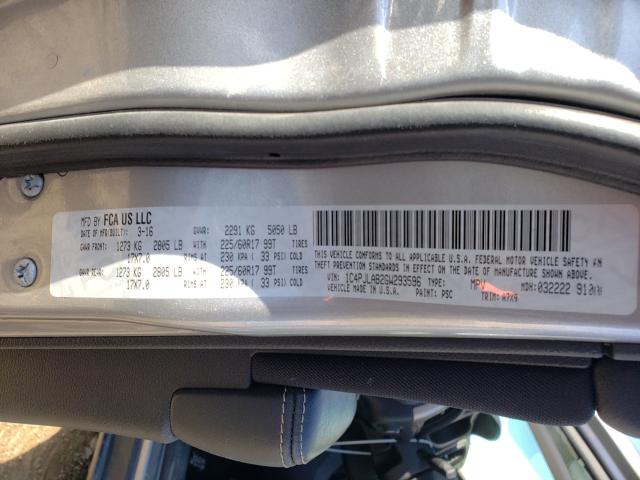 MFD BY FCA US LLC
DATE OF MFR(BUILT): 3-16 GVWR: 2291 KG 5050 LB
GAWR FRONT: 1273 KG 2805 LB WITH 225/60R17 99T TIRES
17X7.0 RIMS AT 230 KPA ( 33 PSI) COLD
GAWR REAR: 1273 KG 2805 LB WITH 225/60R17 99T TIRES
17X7.0 RIMS AT 230 KPA ( 33 PSI) COLD
THIS VEHICLE CONFORMS TO ALL APPLICABLE U.S.A. FEDERAL MOTOR VEHICLE SAFETY AND
THEFT PREVENTION STANDARDS IN EFFECT ON THE DATE OF MANUFACTURE SHOWN ABOVE.
VIN: 1C4PJLAB2GW293596 TYPE: MPV MDH: 032222 910
VEHICLE MADE IN U.S.A. PAINT: PSC TRIM: A7X9